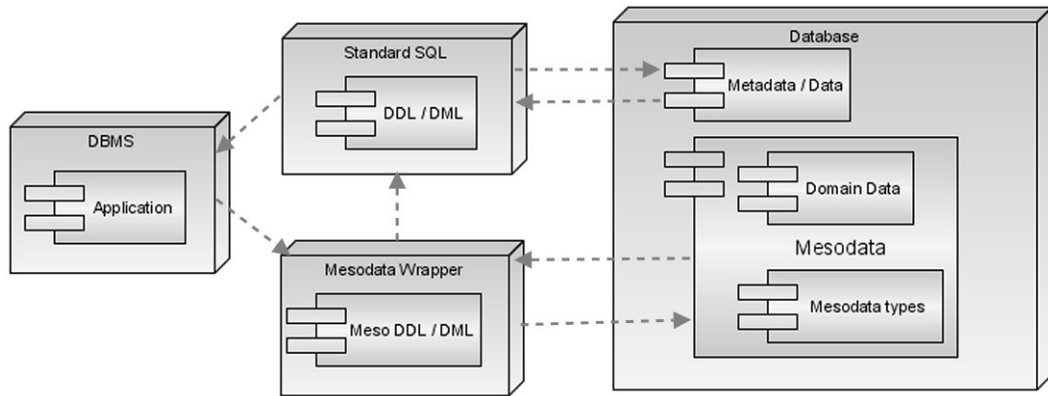 Standard SQL
DDL / DML
DBMS
Application
Mesodata Wrapper
Meso DDL / DML
Database
Metadata / Data
Domain Data
Mesodata
Mesodata types